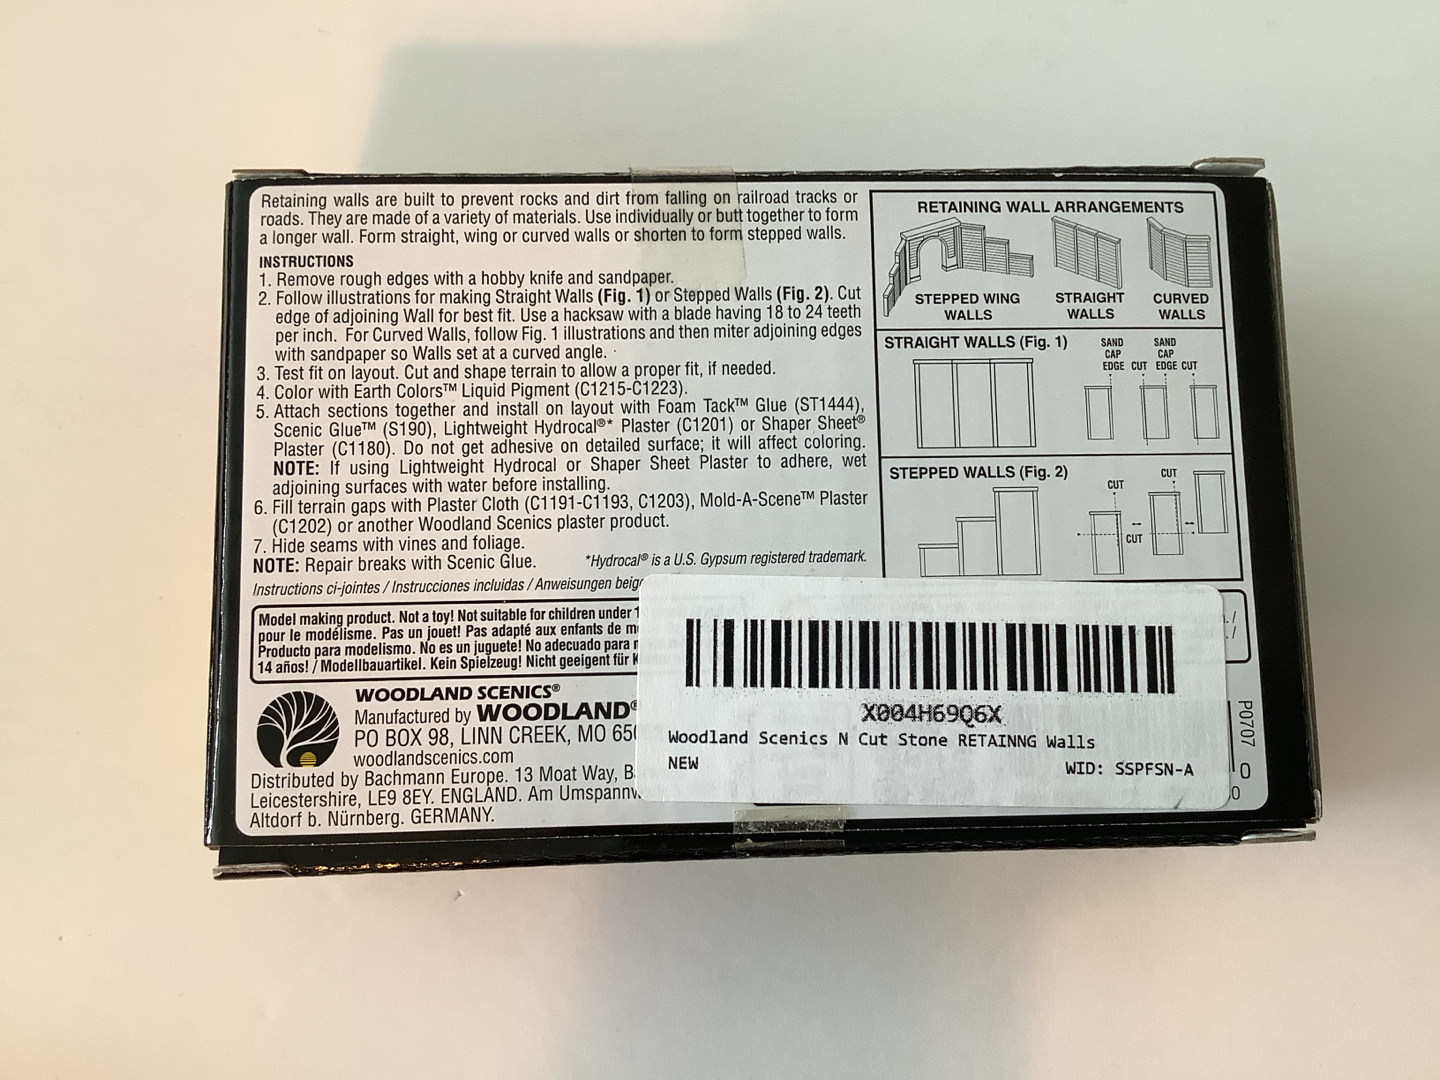 Retaining walls are built to prevent rocks and dirt from falling on railroad tracks or
roads. They are made of a variety of materials. Use individually or butt together to form
a longer wall. Form straight, wing or curved walls or shorten to form stepped walls.
INSTRUCTIONS
1. Remove rough edges with a hobby knife and sandpaper.
2. Follow illustrations for making Straight Walls (Fig. 1) or Stepped Walls (Fig. 2). Cut
edge of adjoining Wall for best fit. Use a hacksaw with a blade having 18 to 24 teeth
per inch. For Curved Walls, follow Fig. 1 illustrations and then miter adjoining edges
with sandpaper so Walls set at a curved angle.
3. Test fit on layout. Cut and shape terrain to allow a proper fit, if needed.
4. Color with Earth Colors™ Liquid Pigment (C1215-C1223).
5. Attach sections together and install on layout with Foam Tack™ Glue (ST1444),
Scenic Glue™ (S190), Lightweight Hydrocal®* Plaster (C1201) or Shaper Sheet®
Plaster (C1180). Do not get adhesive on detailed surface; it will affect coloring.
NOTE: If using Lightweight Hydrocal or Shaper Sheet Plaster to adhere, wet
adjoining surfaces with water before installing.
6. Fill terrain gaps with Plaster Cloth (C1191-C1193, C1203), Mold-A-Scene™ Plaster
(C1202) or another Woodland Scenics plaster product.
7. Hide seams with vines and foliage.
NOTE: Repair breaks with Scenic Glue. *Hydrocal® is a U.S. Gypsum registered trademark.
Instructions ci-jointes / Instrucciones incluidas / Anweisungen beige
Model making product. Not a toy! Not suitable for children under 1
pour le modélisme. Pas un jouet! Pas adapté aux enfants de m
Producto para modelismo. No es un juguete! No adecuado para
14 años! / Modellbauartikel. Kein Spielzeug! Nicht geeigent für K
WOODLAND SCENICS®
Manufactured by WOODLAND®
PO BOX 98, LINN CREEK, MO 650
woodlandscenics.com
Distributed by Bachmann Europe. 13 Moat Way, B
Leicestershire, LE9 8EY. ENGLAND. Am Umspannw
Altdorf b. Nürnberg. GERMANY.
RETAINING WALL ARRANGEMENTS
STEPPED WING
WALLS
STRAIGHT
WALLS
CURVED
WALLS
STRAIGHT WALLS (Fig. 1)
SAND
CAP
EDGE
CUT
SAND
CAP
EDGE
CUT
STEPPED WALLS (Fig. 2)
CUT
CUT
CUT
X004H69Q6X
Woodland Scenics N Cut Stone RETAINNG Walls
NEW
WID: SSPFSN-A
P0707
0
0